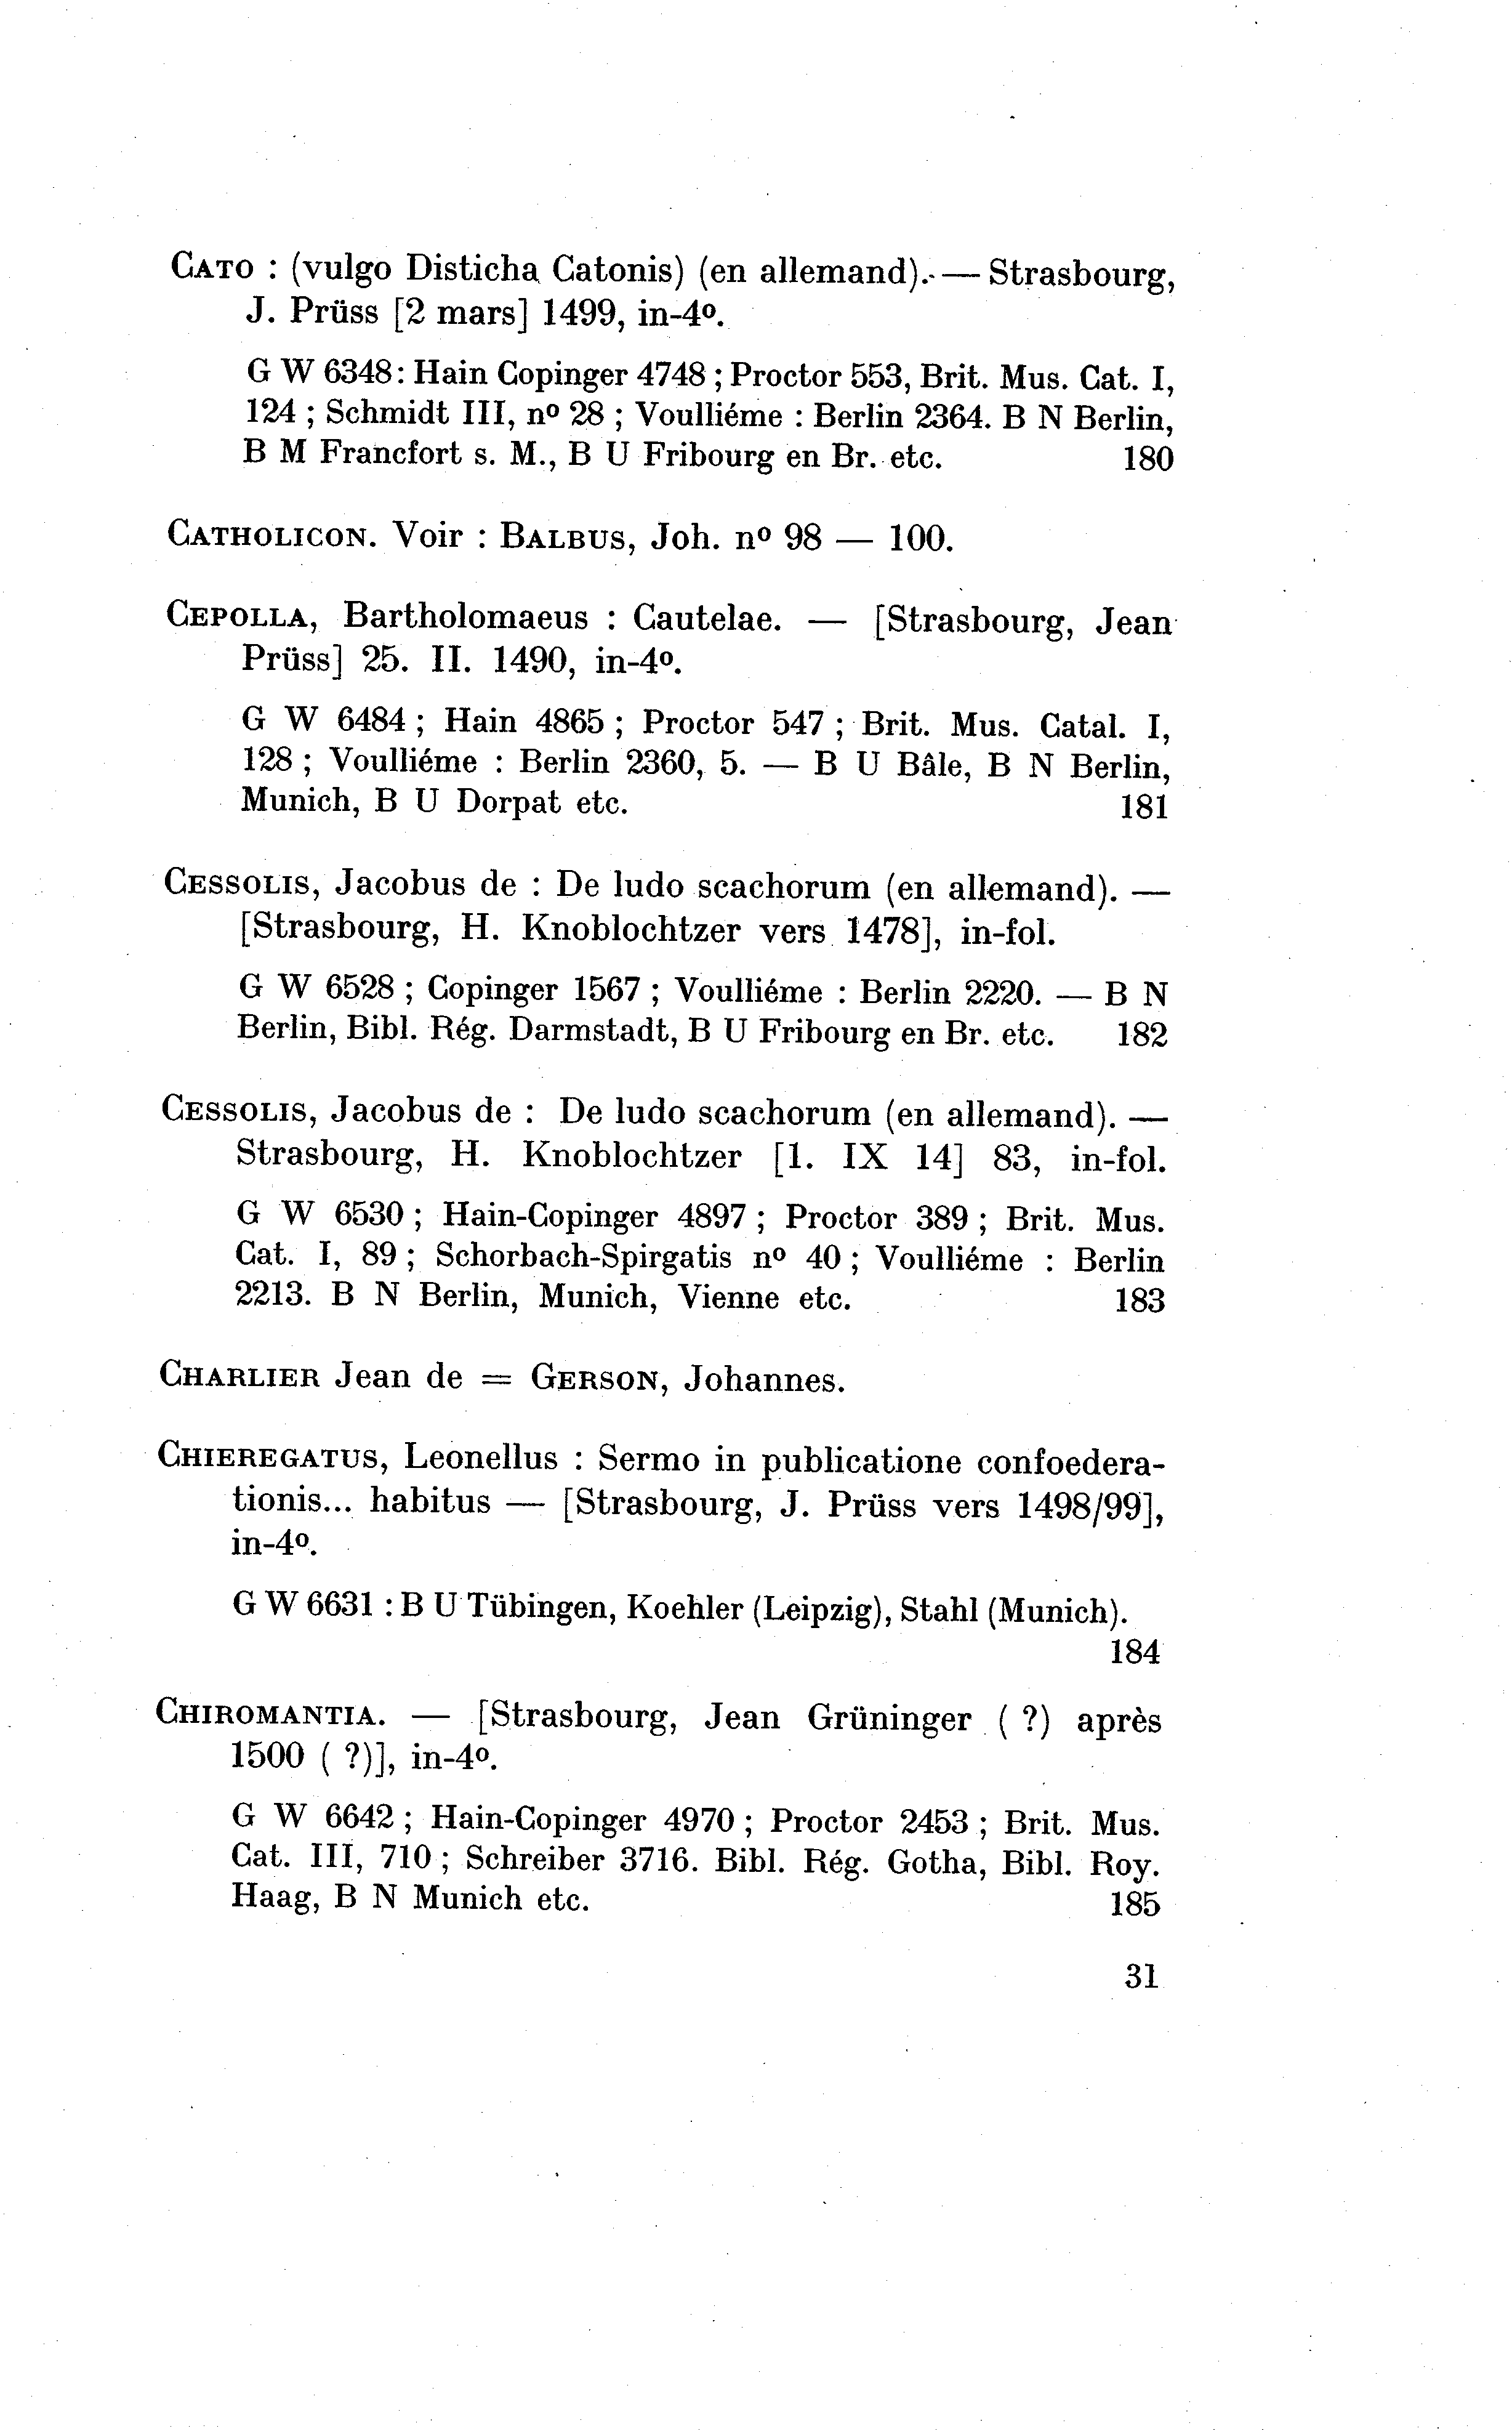 CATO : (vulgo Disticha Catonis) (en allemand). — Strasbourg,
J. Prüss [2 mars] 1499, in-4º.
G W 6348: Hain Copinger 4748 ; Proctor 553, Brit. Mus. Cat. I,
124 ; Schmidt III, nº 28 ; Voulliéme : Berlin 2364. B N Berlin,
B M Francfort s. M., B U Fribourg en Br. etc. 180
CATHOLICON. Voir : BALBUS, Joh. nº 98 — 100.
CEPOLLA, Bartholomaeus : Cautelae. — [Strasbourg, Jean
Prüss] 25. II. 1490, in-4º.
G W 6484 ; Hain 4865 ; Proctor 547 ; Brit. Mus. Catal. I,
128 ; Voulliéme : Berlin 2360, 5. — B U Bâle, B N Berlin,
Munich, B U Dorpat etc. 181
CESSOLIS, Jacobus de : De ludo scachorum (en allemand). —
[Strasbourg, H. Knoblochtzer vers 1478], in-fol.
G W 6528 ; Copinger 1567 ; Voulliéme : Berlin 2220. — B N
Berlin, Bibl. Rég. Darmstadt, B U Fribourg en Br. etc. 182
CESSOLIS, Jacobus de : De ludo scachorum (en allemand). —
Strasbourg, H. Knoblochtzer [1. IX 14] 83, in-fol.
G W 6530 ; Hain-Copinger 4897 ; Proctor 389 ; Brit. Mus.
Cat. I, 89 ; Schorbach-Spirgatis nº 40 ; Voulliéme : Berlin
2213. B N Berlin, Munich, Vienne etc. 183
CHARLIER Jean de = GERSON, Johannes.
CHIEREGATUS, Leonellus : Sermo in publicatione confoedera-
tionis... habitus — [Strasbourg, J. Prüss vers 1498/99],
in-4º.
G W 6631 : B U Tübingen, Koehler (Leipzig), Stahl (Munich).
184
CHIROMANTIA. — [Strasbourg, Jean Grüninger ( ?) après
1500 ( ?)], in-4º.
G W 6642 ; Hain-Copinger 4970 ; Proctor 2453 ; Brit. Mus.
Cat. III, 710 ; Schreiber 3716. Bibl. Rég. Gotha, Bibl. Roy.
Haag, B N Munich etc. 185
31